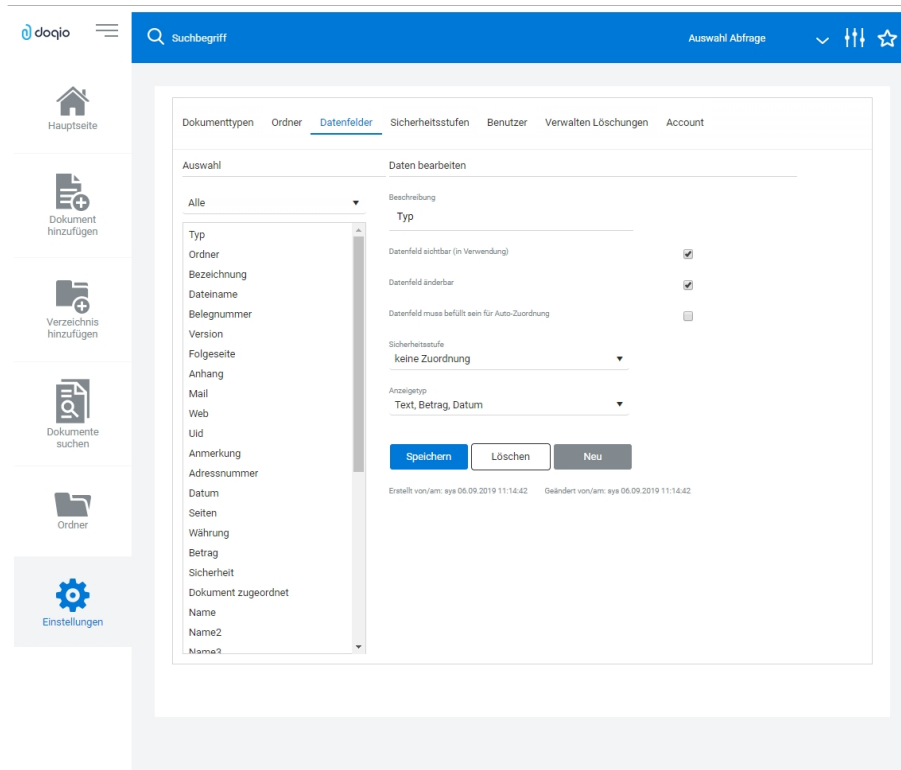 doqio
Suchbegriff
Auswahl Abfrage
Hauptseite
Dokument
hinzufügen
Verzeichnis
hinzufügen
Dokumente
suchen
Ordner
Einstellungen
Dokumenttypen Ordner Datenfelder Sicherheitsstufen Benutzer Verwalten Löschungen Account
Auswahl
Alle
Typ
Ordner
Bezeichnung
Dateiname
Belegnummer
Version
Folgeseite
Anhang
Mail
Web
Uid
Anmerkung
Adressnummer
Datum
Seiten
Währung
Betrag
Sicherheit
Dokument zugeordnet
Name
Name2
Name3
Daten bearbeiten
Beschreibung
Typ
Datenfeld sichtbar (in Verwendung)
Datenfeld änderbar
Datenfeld muss befüllt sein für Auto-Zuordnung
Sicherheitsstufe
keine Zuordnung
Anzeigetyp
Text, Betrag, Datum
Speichern Löschen Neu
Erstellt von/am: sys 06.09.2019 11:14:42 Geändert von/am: sys 06.09.2019 11:14:42